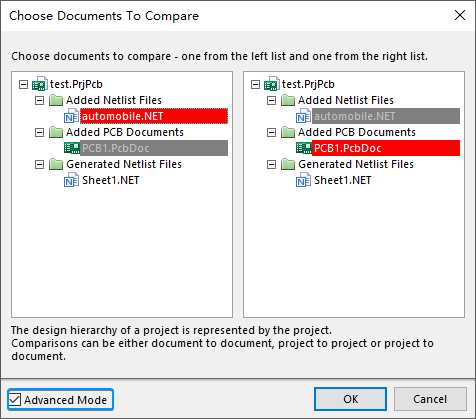 Choose Documents To Compare
Choose documents to compare - one from the left list and one from the right list.
test.PrjPcb
Added Netlist Files
automobile.NET
Added PCB Documents
PCB1.PcbDoc
Generated Netlist Files
Sheet1.NET
test.PrjPcb
Added Netlist Files
automobile.NET
Added PCB Documents
PCB1.PcbDoc
Generated Netlist Files
Sheet1.NET
The design hierarchy of a project is represented by the project.
Comparisons can be either document to document, project to project or project to
document.
Advanced Mode
OK
Cancel